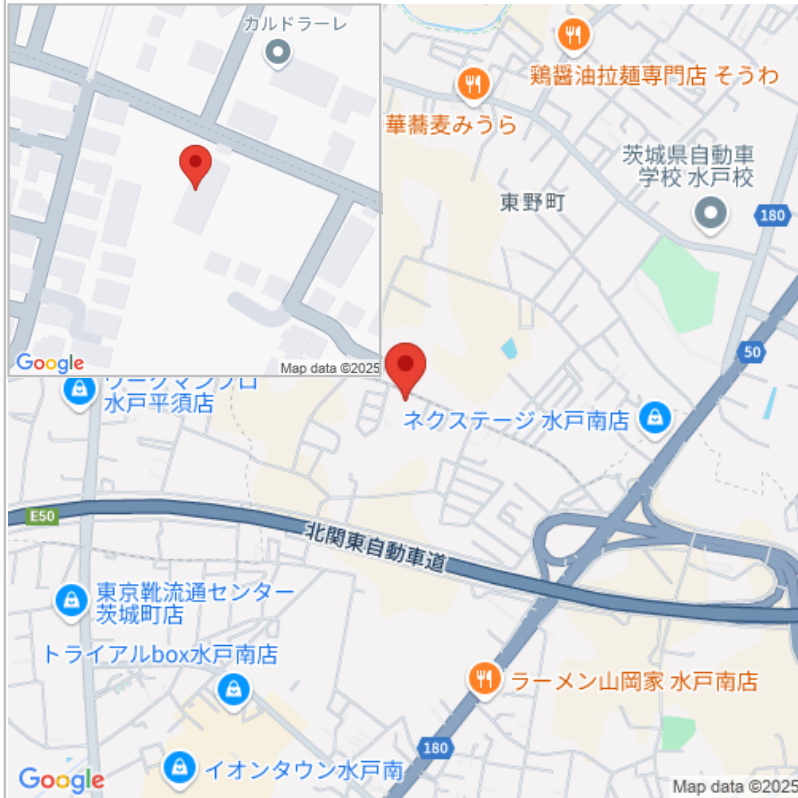 カルドラーレ
Google
Map data ©2025
鶏醤油拉麺専門店 そうわ
華蕎麦みうら
茨城県自動車
学校 水戸校
東野町
180
50
水戸平須店
ネクステージ 水戸南店
E50
北関東自動車道
東京靴流通センター
茨城町店
トライアルbox水戸南店
ラーメン山岡家 水戸南店
180
イオンタウン水戸南
Google
Map data ©2025